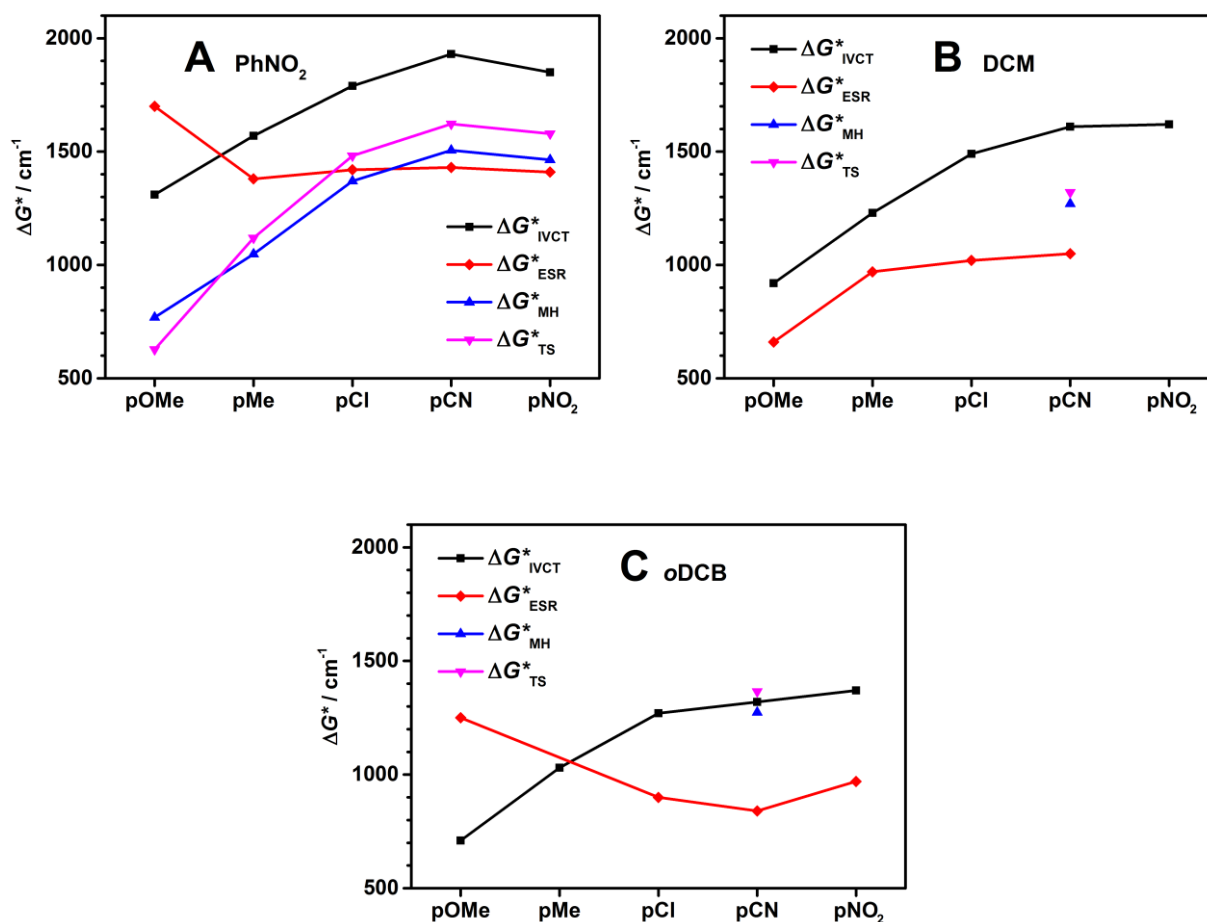 A PhNO₂
ΔG* / cm⁻¹
2000
1500
1000
500
ΔG*IVCT
ΔG*ESR
ΔG*MH
ΔG*TS
pOMe pMe pCl pCN pNO₂
B DCM
ΔG* / cm⁻¹
2000
1500
1000
500
ΔG*IVCT
ΔG*ESR
ΔG*MH
ΔG*TS
pOMe pMe pCl pCN pNO₂
C oDCB
ΔG* / cm⁻¹
2000
1500
1000
500
ΔG*IVCT
ΔG*ESR
ΔG*MH
ΔG*TS
pOMe pMe pCl pCN pNO₂